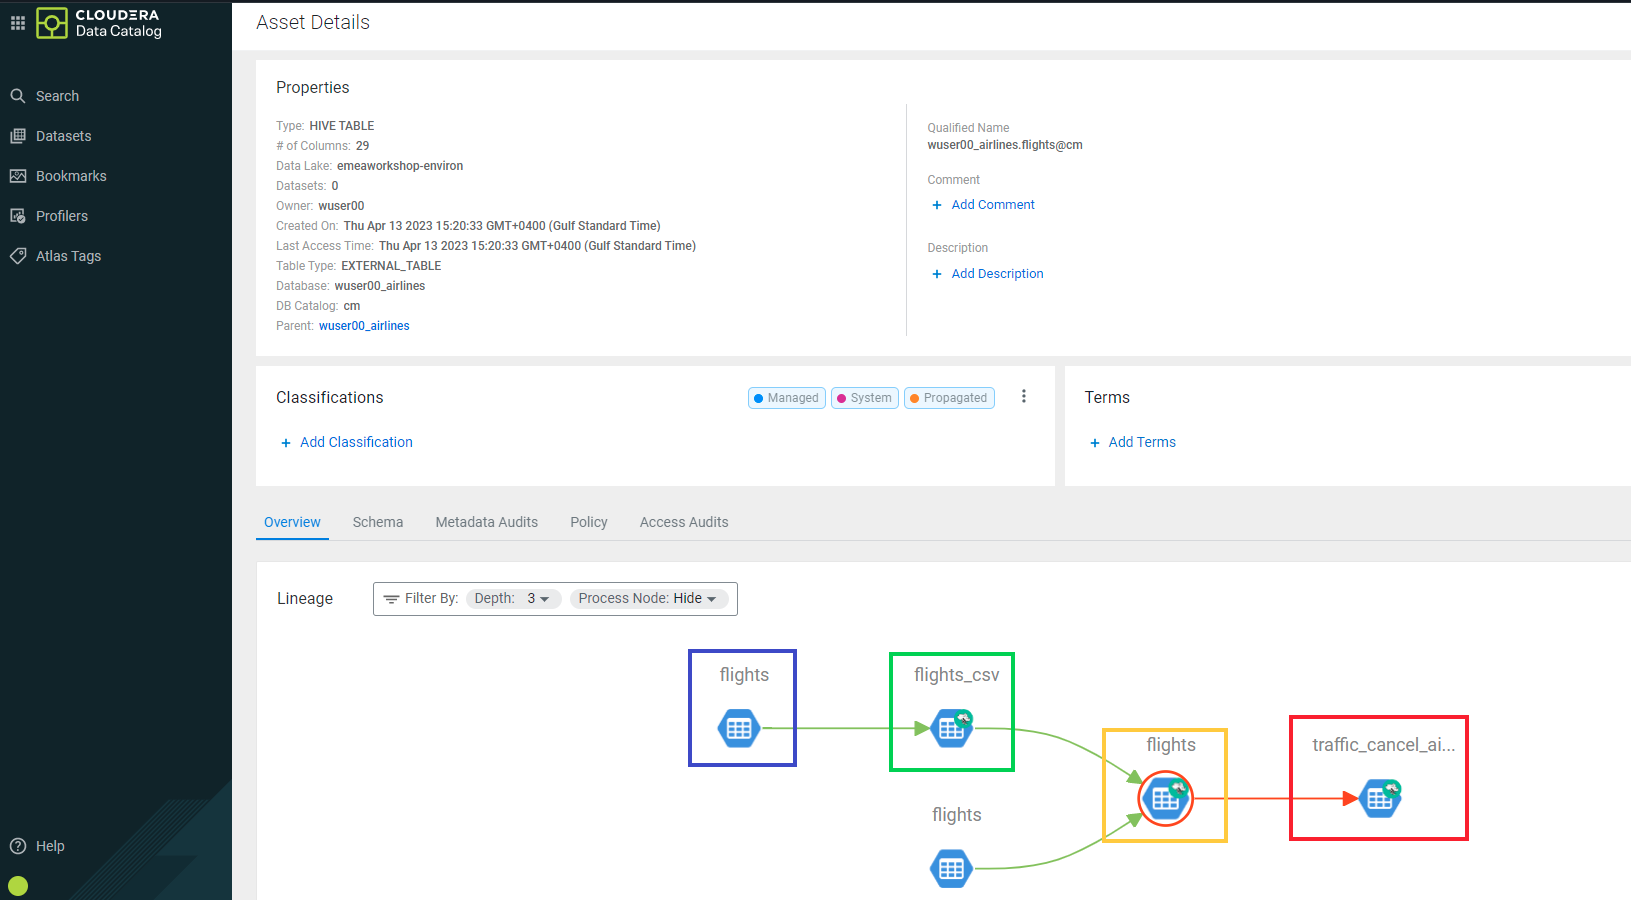 CLOUDERA
Data Catalog
Search
Datasets
Bookmarks
Profilers
Atlas Tags
Help
Asset Details
Properties
Type: HIVE TABLE
# of Columns: 29
Data Lake: emeaworkshop-environ
Datasets: 0
Owner: wuser00
Created On: Thu Apr 13 2023 15:20:33 GMT+0400 (Gulf Standard Time)
Last Access Time: Thu Apr 13 2023 15:20:33 GMT+0400 (Gulf Standard Time)
Table Type: EXTERNAL_TABLE
Database: wuser00_airlines
DB Catalog: cm
Parent: wuser00_airlines
Qualified Name
wuser00_airlines.flights@cm
Comment
+ Add Comment
Description
+ Add Description
Classifications
Managed
System
Propagated
+ Add Classification
Terms
+ Add Terms
Overview
Schema
Metadata Audits
Policy
Access Audits
Lineage
Filter By: Depth: 3 Process Node: Hide
flights
flights_csv
flights
traffic_cancel_ai...
flights